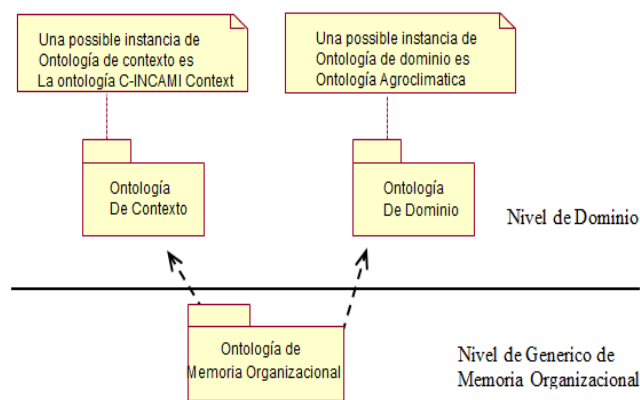 Una possible instancia de
Ontología de contexto es
La ontología C-INCAMI Context
Una possible instancia de
Ontología de dominio es
Ontología Agroclimatica
Ontología
De Contexto
Ontología
De Dominio
Nivel de Dominio
Ontología de
Memoria Organizacional
Nivel de Generico de
Memoria Organizacional